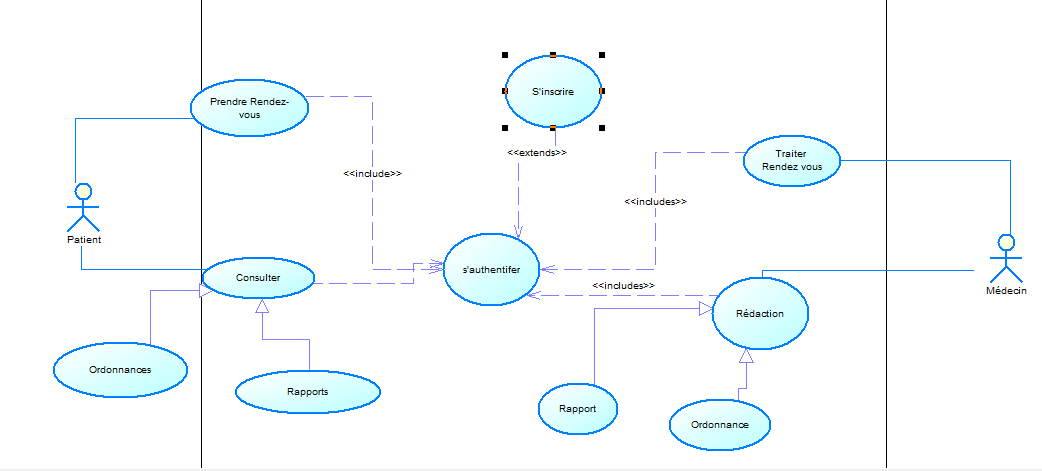 S'inscrire
Prendre Rendez-
vous
<<extends>>
Traiter
Rendez vous
<<include>>
<<includes>>
Patient
s'authentifer
Consulter
Médecin
<<includes>>
Rédaction
Ordonnances
Rapports
Rapport
Ordonnance